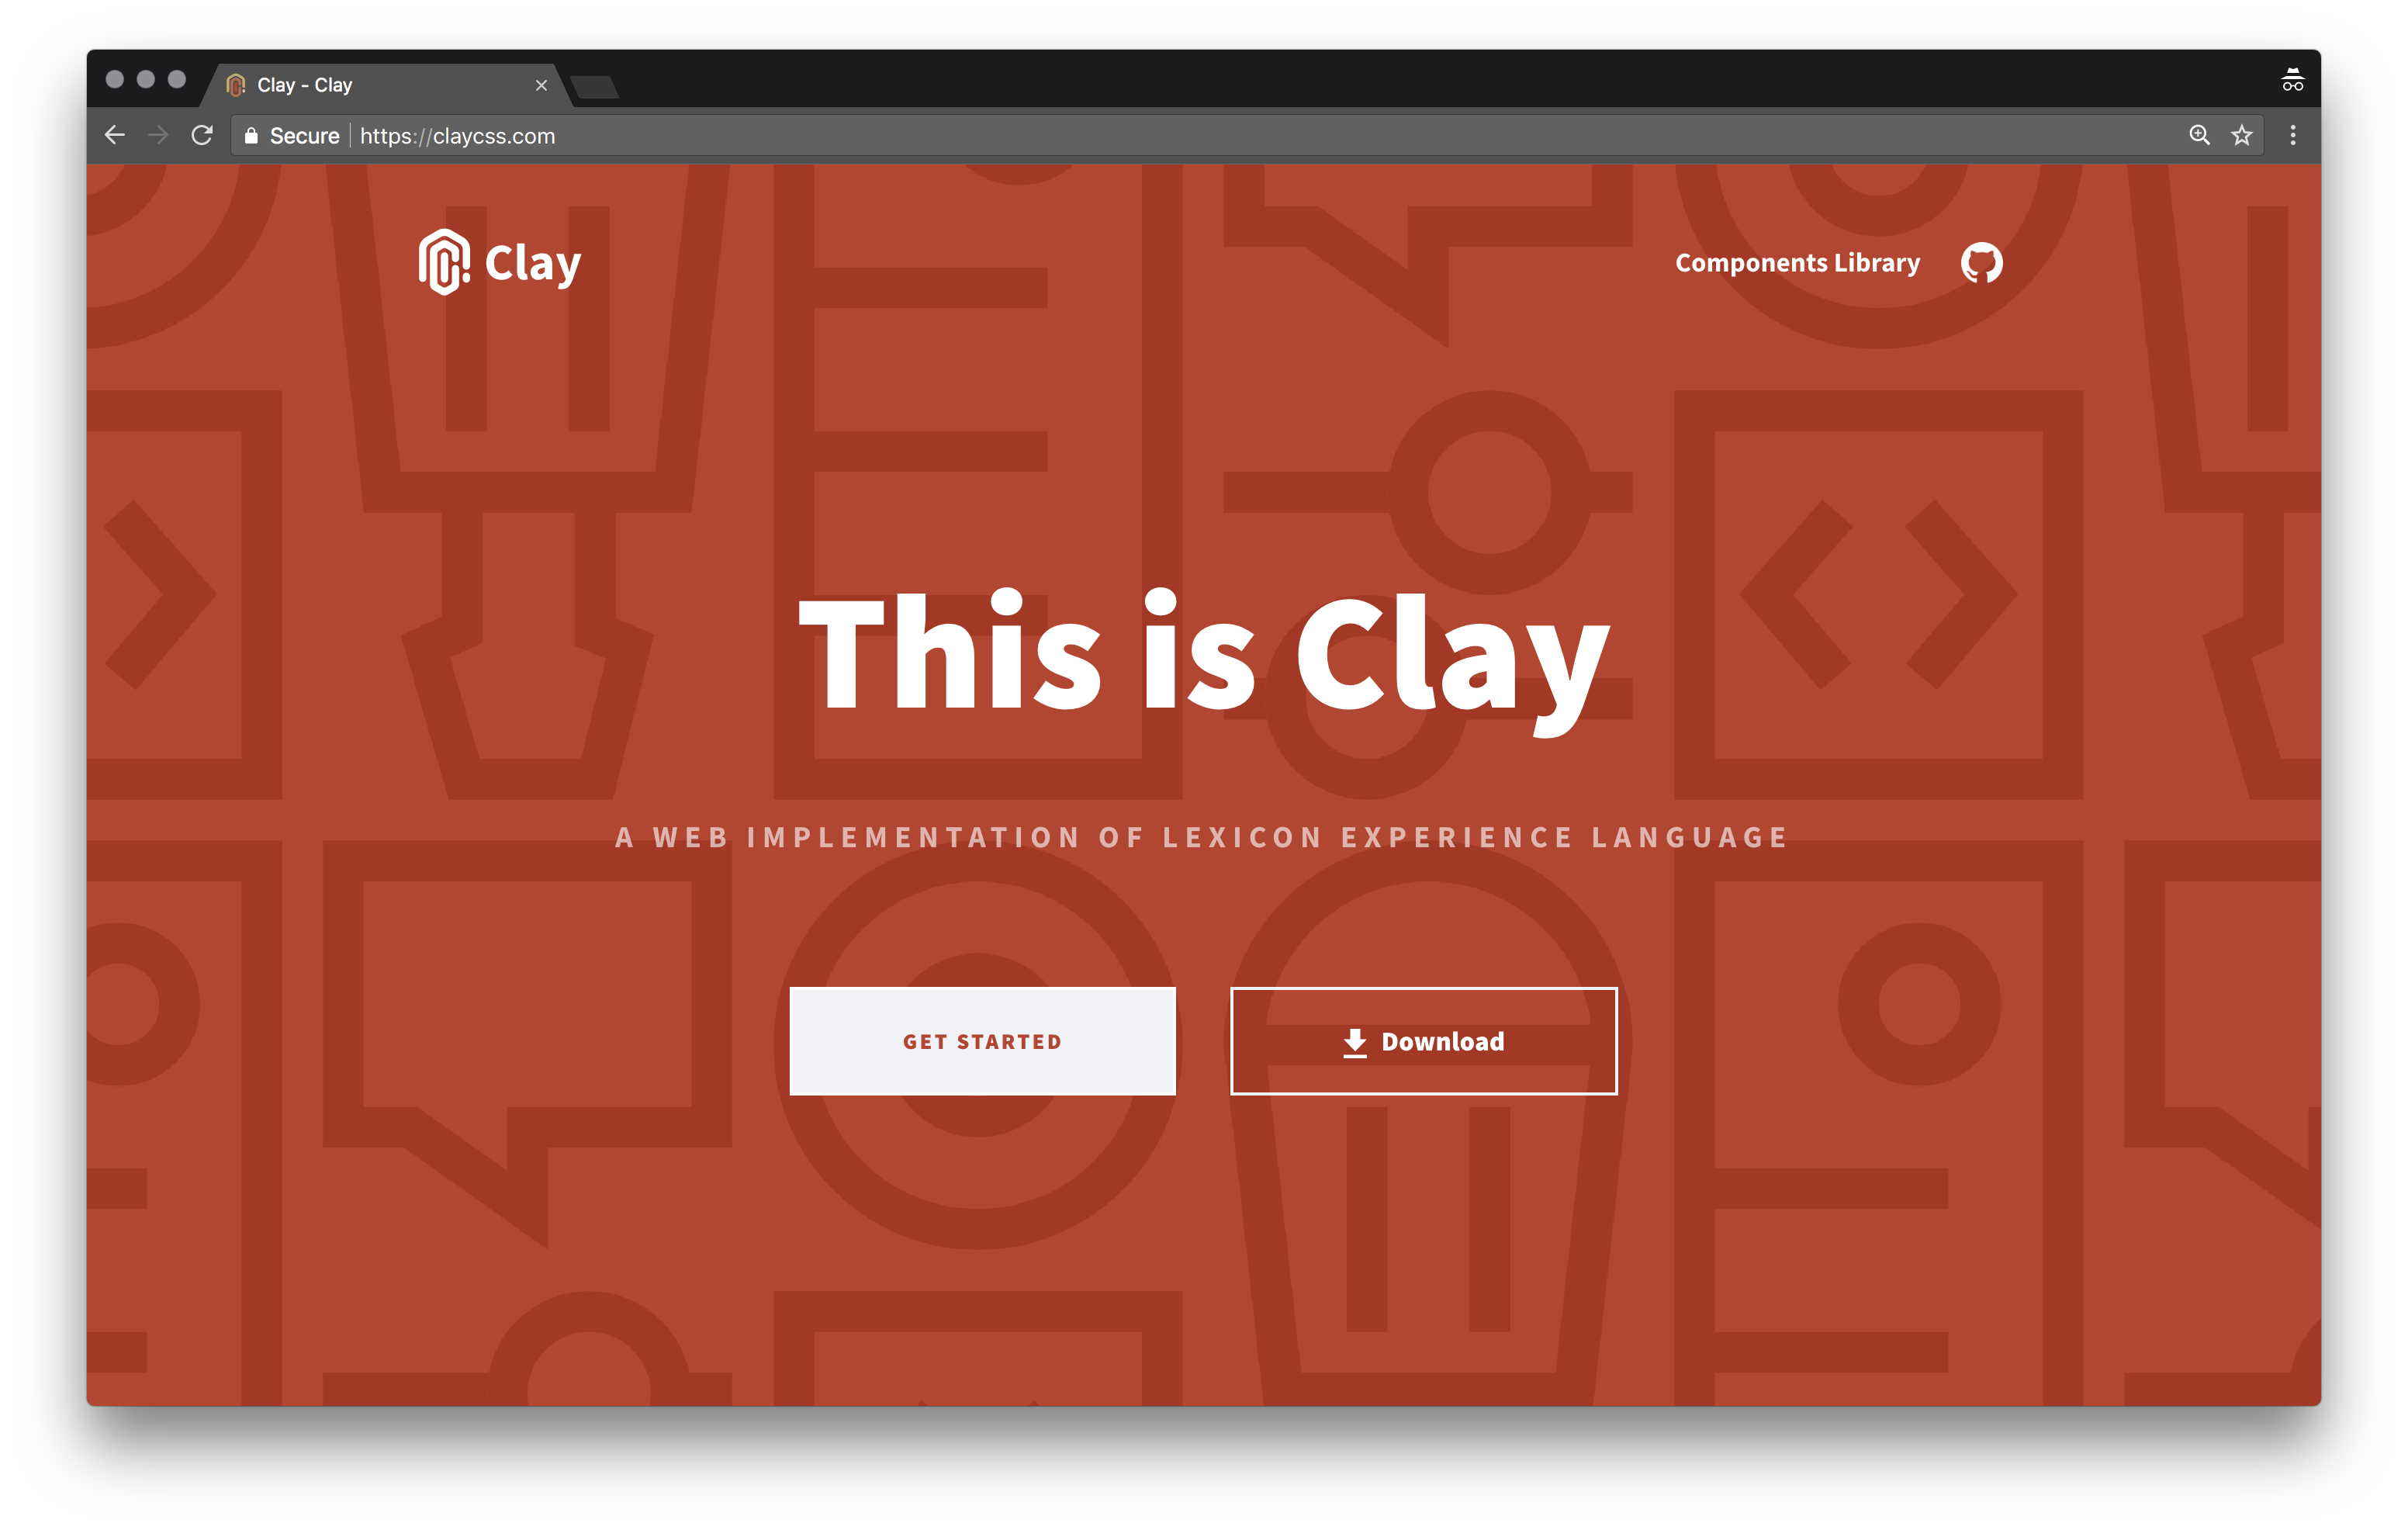 Clay - Clay
Secure https://claycss.com
Clay
Components Library
This is Clay
A WEB IMPLEMENTATION OF LEXICON EXPERIENCE LANGUAGE
GET STARTED
Download